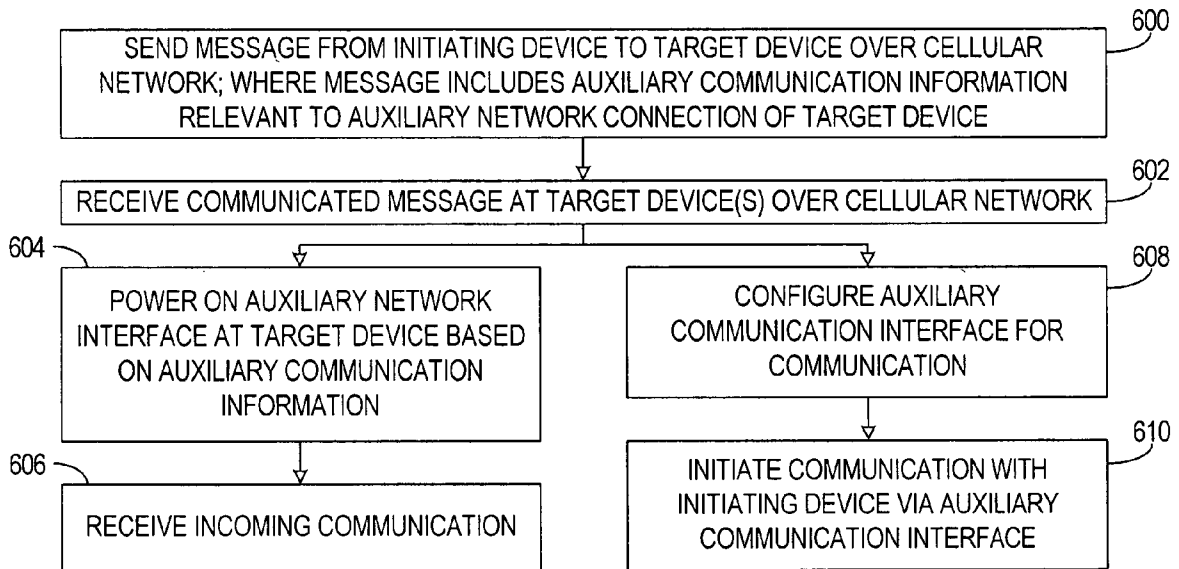 600
SEND MESSAGE FROM INITIATING DEVICE TO TARGET DEVICE OVER CELLULAR
NETWORK; WHERE MESSAGE INCLUDES AUXILIARY COMMUNICATION INFORMATION
RELEVANT TO AUXILIARY NETWORK CONNECTION OF TARGET DEVICE
602
RECEIVE COMMUNICATED MESSAGE AT TARGET DEVICE(S) OVER CELLULAR NETWORK
604
POWER ON AUXILIARY NETWORK
INTERFACE AT TARGET DEVICE BASED
ON AUXILIARY COMMUNICATION
INFORMATION
608
CONFIGURE AUXILIARY
COMMUNICATION INTERFACE FOR
COMMUNICATION
606
RECEIVE INCOMING COMMUNICATION
610
INITIATE COMMUNICATION WITH
INITIATING DEVICE VIA AUXILIARY
COMMUNICATION INTERFACE